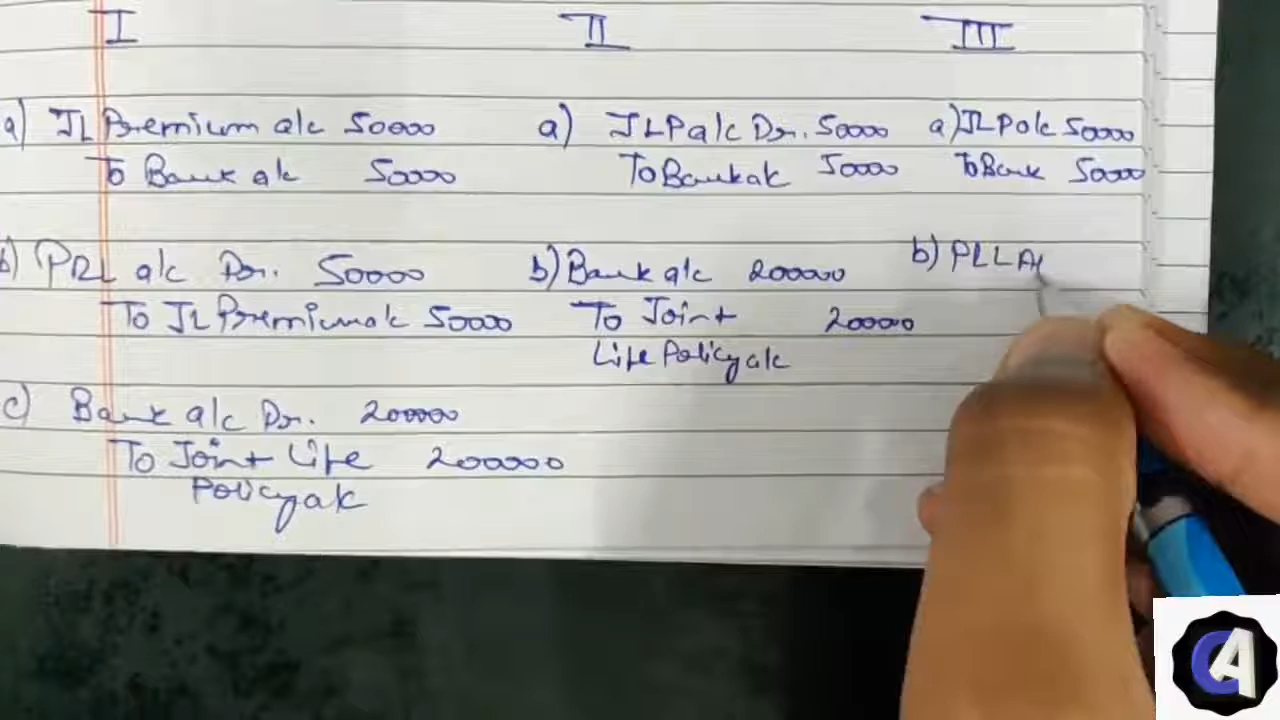 I
II
III
a) JL Premium a/c 50000
To Bank a/c 50000
b) P&L a/c Dr. 50000
To JL Premium a/c 50000
c) Bank a/c Dr. 200000
To Joint Life 200000
Policy a/c
a) JLP a/c Dr. 50000
To Bank a/c 50000
b) Bank a/c 200000
To Joint 20000
Life Policy a/c
a) JLP a/c 50000
To Bank 50000
b) P&L A
CA